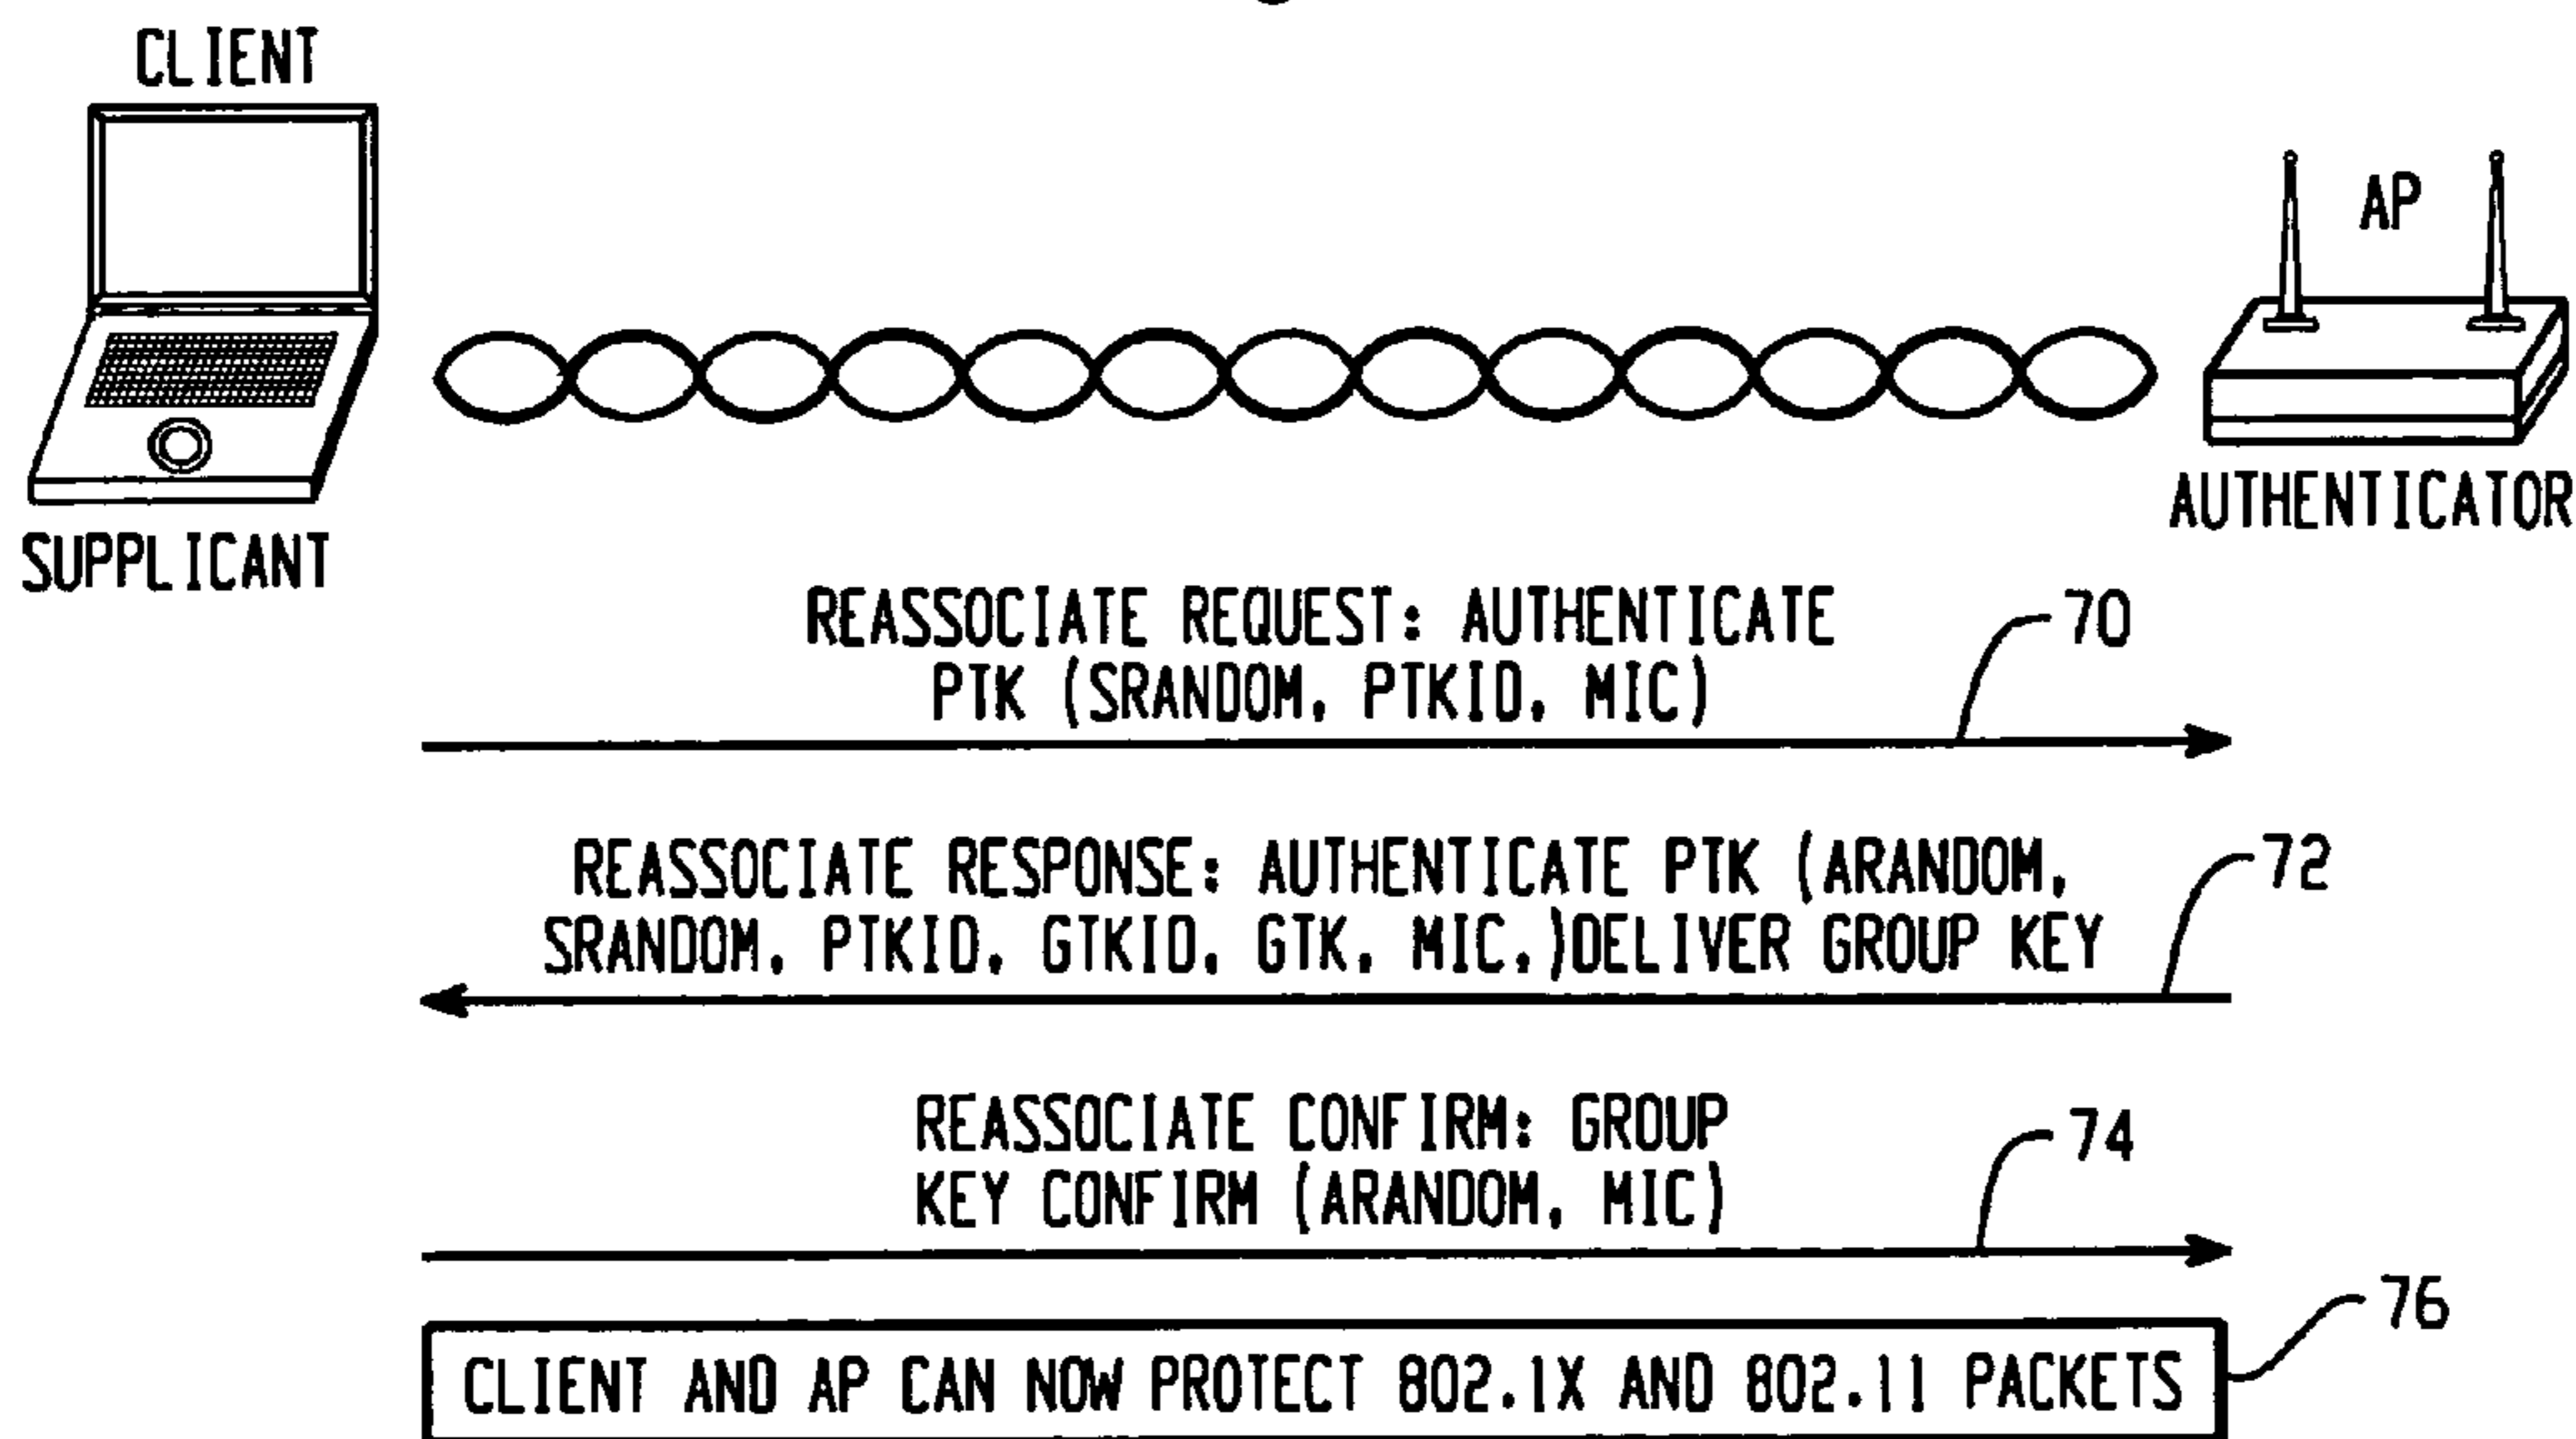 CLIENT
AP
AUTHENTICATOR
SUPPLICANT
REASSOCIATE REQUEST: AUTHENTICATE
PTK (SRANDOM, PTKID, MIC)
70
REASSOCIATE RESPONSE: AUTHENTICATE PTK (ARANDOM,
SRANDOM, PTKID, GTKID, GTK, MIC,)DELIVER GROUP KEY
72
REASSOCIATE CONFIRM: GROUP
KEY CONFIRM (ARANDOM, MIC)
74
76
CLIENT AND AP CAN NOW PROTECT 802.1X AND 802.11 PACKETS